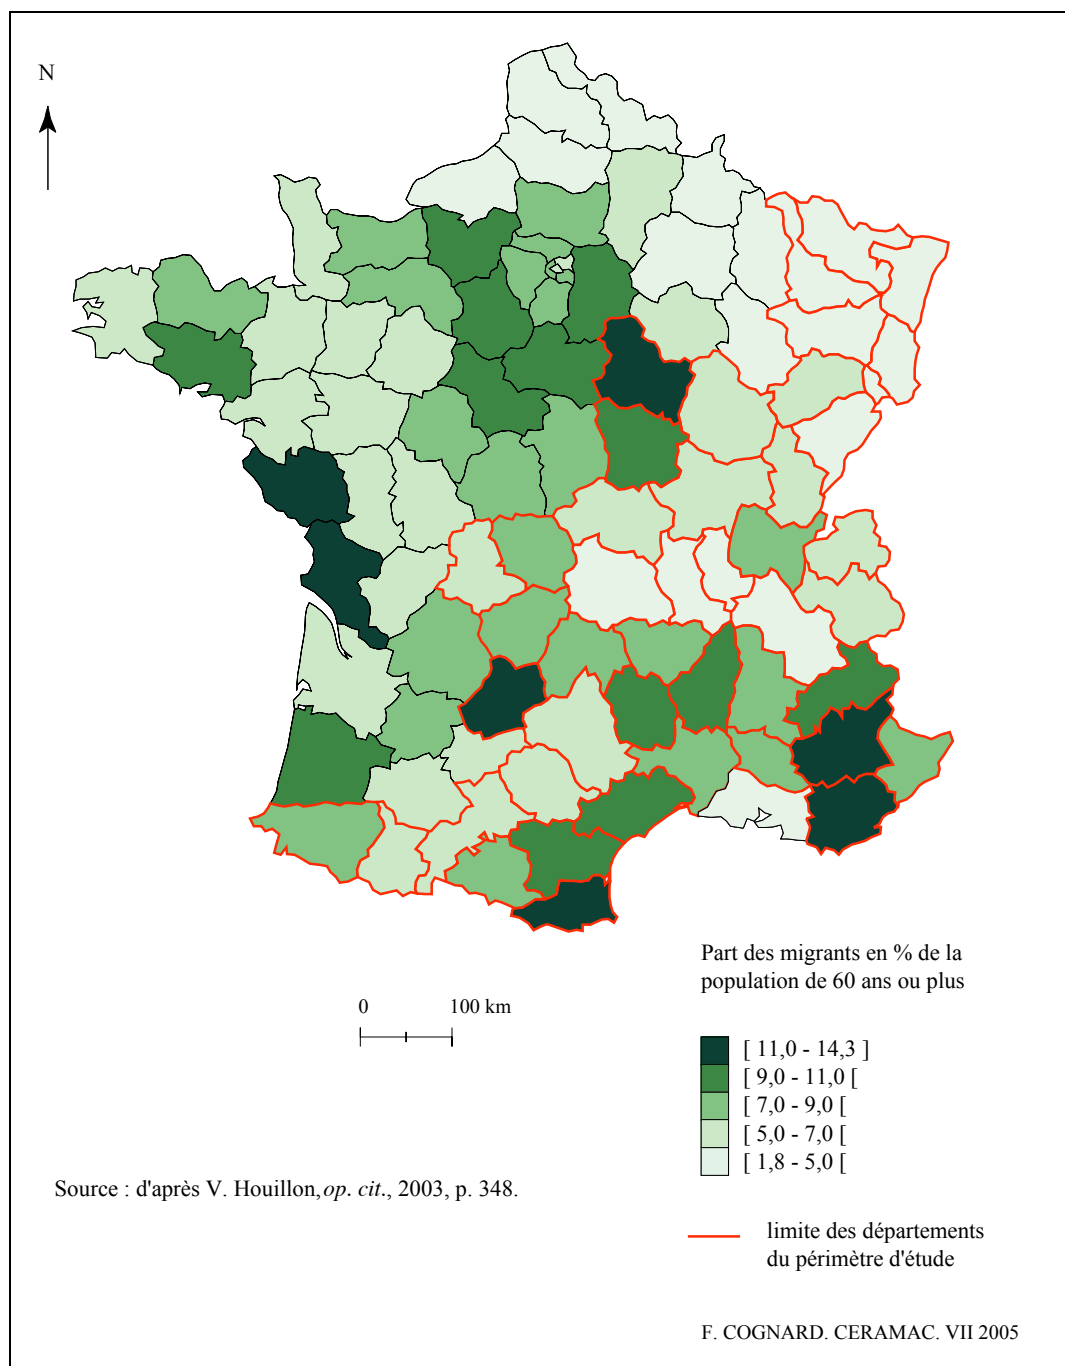 N
0 100 km
Part des migrants en % de la
population de 60 ans ou plus
[ 11,0 - 14,3 ]
[ 9,0 - 11,0 [
[ 7,0 - 9,0 [
[ 5,0 - 7,0 [
[ 1,8 - 5,0 [
Source : d'après V. Houillon, op. cit., 2003, p. 348.
limite des départements
du périmètre d'étude
F. COGNARD. CERAMAC. VII 2005